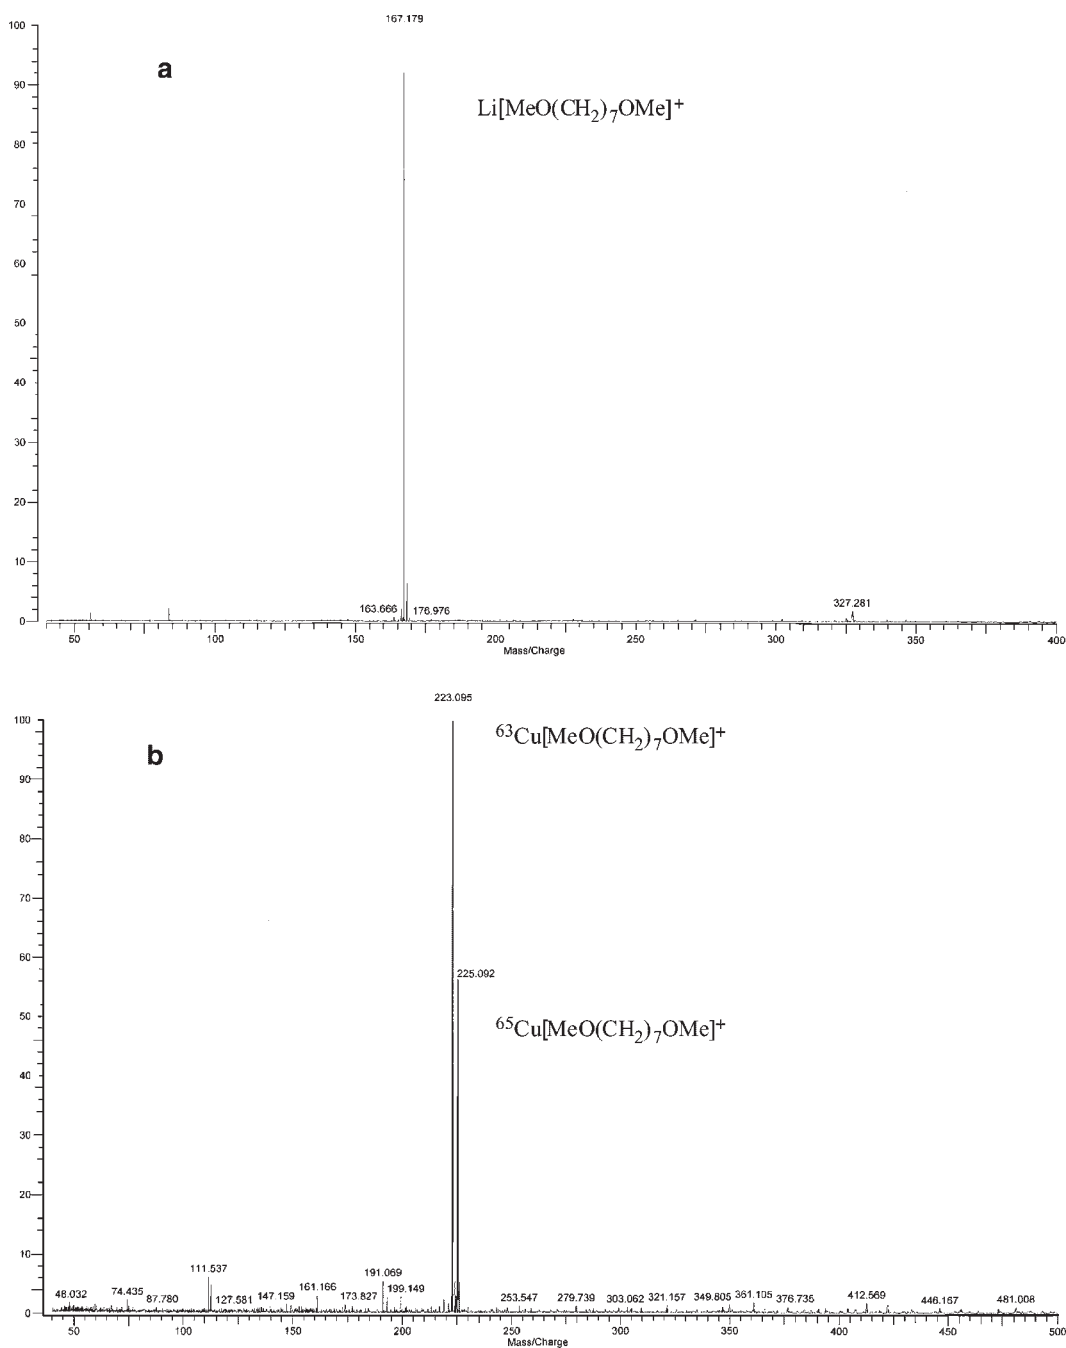 167.179
100
a
90
Li[MeO(CH2)7OMe]+
80
70
60
50
40
30
20
10
163.666 176.976 327.281
0
50 100 150 200 250 300 350 400
Mass/Charge
223.095
100
63Cu[MeO(CH2)7OMe]+
b
90
80
70
60
225.092
50
65Cu[MeO(CH2)7OMe]+
40
30
20
10
111.537 191.069
48.032 74.435 87.780 127.581 147.159 161.166 173.827 199.149 253.547 279.739 303.062 321.157 349.805 361.105 376.735 412.569 446.167 481.008
0
50 100 150 200 250 300 350 400 450 500
Mass/Charge